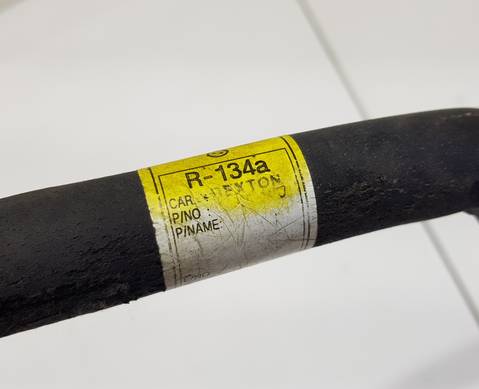 R-134a
CAR : REXTON
P/NO :
P/NAME: